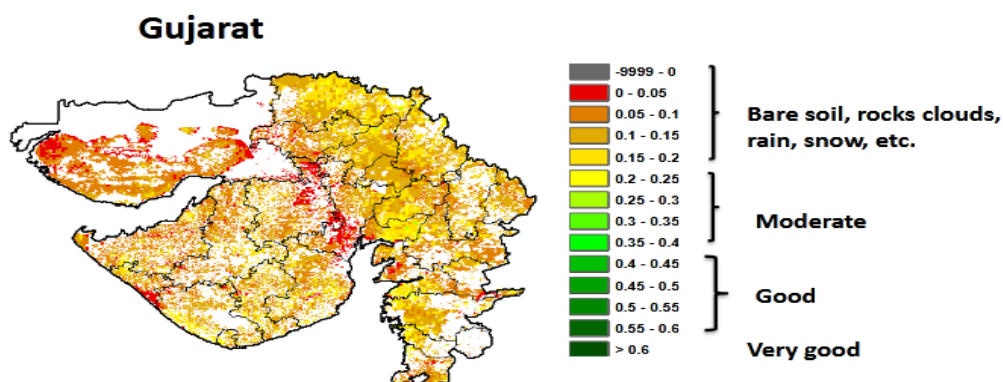 Gujarat
-9999 - 0
0 - 0.05
0.05 - 0.1
0.1 - 0.15
0.15 - 0.2
0.2 - 0.25
0.25 - 0.3
0.3 - 0.35
0.35 - 0.4
0.4 - 0.45
0.45 - 0.5
0.5 - 0.55
0.55 - 0.6
> 0.6
Bare soil, rocks clouds,
rain, snow, etc.
Moderate
Good
Very good